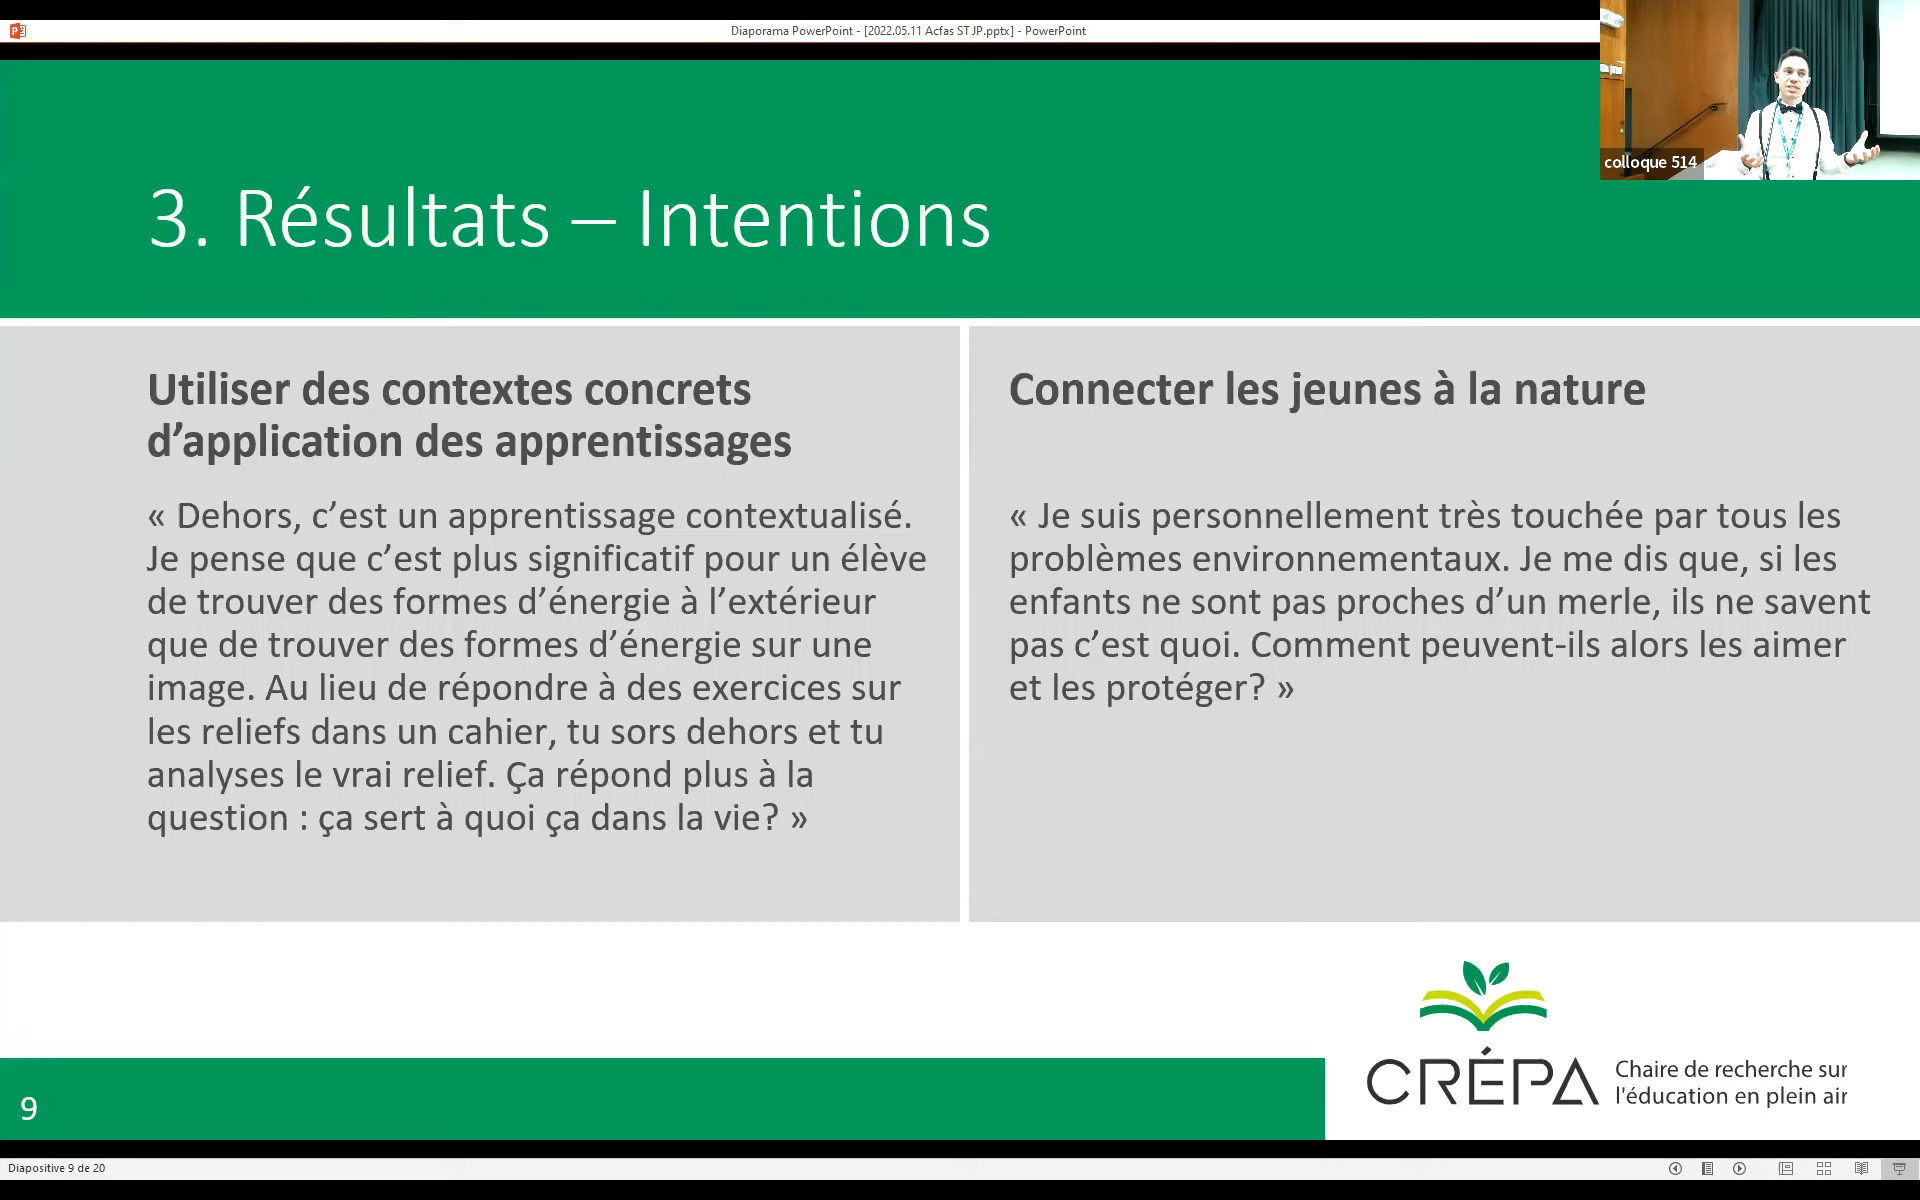 Diaporama PowerPoint - [2022.05.11 Acfas ST JP.pptx] - PowerPoint
colloque 514
3. Résultats – Intentions
Utiliser des contextes concrets
d’application des apprentissages
« Dehors, c’est un apprentissage contextualisé.
Je pense que c’est plus significatif pour un élève
de trouver des formes d’énergie à l’extérieur
que de trouver des formes d’énergie sur une
image. Au lieu de répondre à des exercices sur
les reliefs dans un cahier, tu sors dehors et tu
analyses le vrai relief. Ça répond plus à la
question : ça sert à quoi ça dans la vie? »
Connecter les jeunes à la nature
« Je suis personnellement très touchée par tous les
problèmes environnementaux. Je me dis que, si les
enfants ne sont pas proches d’un merle, ils ne savent
pas c’est quoi. Comment peuvent-ils alors les aimer
et les protéger? »
CRÉPA
Chaire de recherche sur
l'éducation en plein air
9
Diapositive 9 de 20